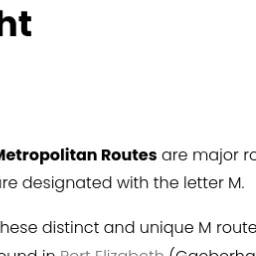 ht
Metropolitan Routes are major ro
are designated with the letter M.
hese distinct and unique M route
ound in Port Elizabeth (Gqeberha